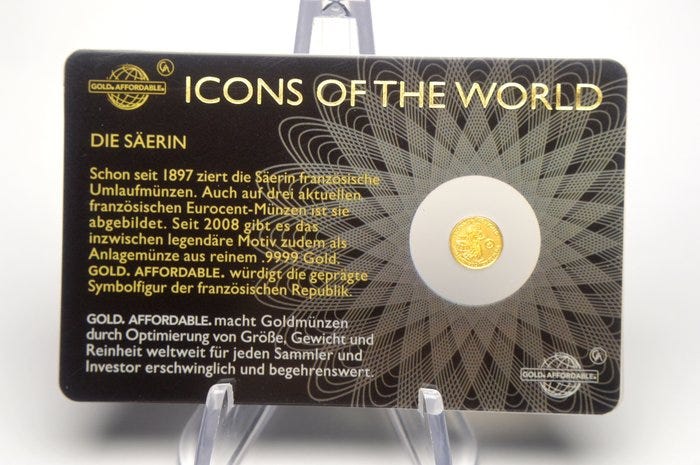 GOLD. AFFORDABLE.
ICONS OF THE WORLD
DIE SÄERIN
Schon seit 1897 ziert die Säerin französische
Umlaufmünzen. Auch auf drei aktuellen
französischen Eurocent-Münzen ist sie
abgebildet. Seit 2008 gibt es das
inzwischen legendäre Motiv zudem als
Anlagemünze aus reinem .9999 Gold.
GOLD. AFFORDABLE. würdigt die geprägte
Symbolfigur der französischen Republik.
GOLD. AFFORDABLE. macht Goldmünzen
durch Optimierung von Größe, Gewicht und
Reinheit weltweit für jeden Sammler und
Investor erschwinglich und begehrenswert.
GOLD. AFFORDABLE.